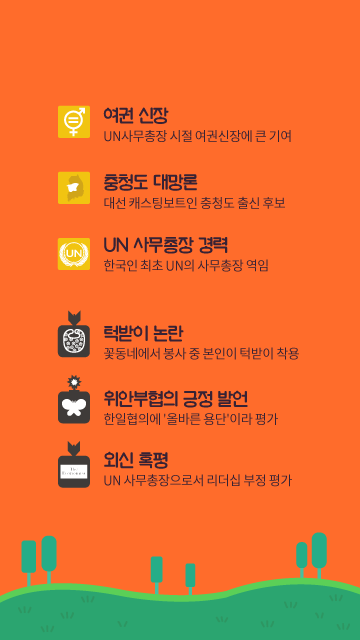 여권 신장
UN사무총장 시절 여권신장에 큰 기여
충청도 대망론
대선 캐스팅보트인 충청도 출신 후보
UN 사무총장 경력
UN
한국인 최초 UN의 사무총장 역임
턱받이 논란
꽃동네에서 봉사 중 본인이 턱받이 착용
위안부협의 긍정 발언
한일협의에 '올바른 용단'이라 평가
외신 혹평
UN 사무총장으로서 리더십 부정 평가